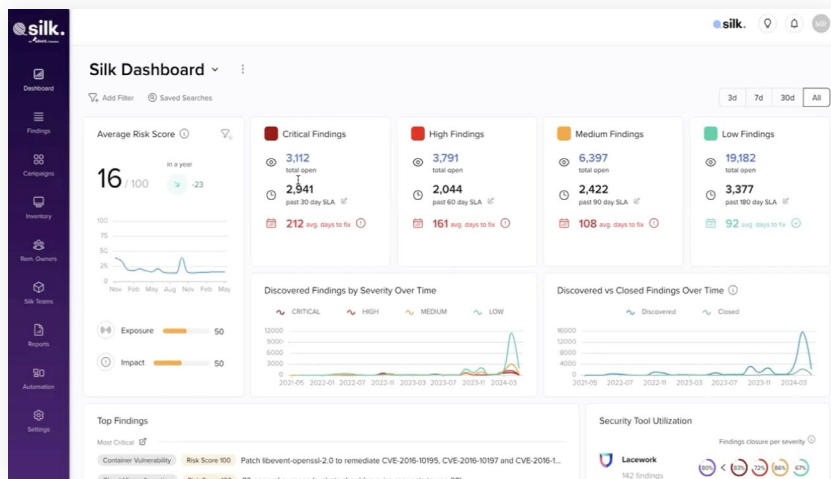 silk.
silk.
Silk Dashboard
Add Filter
Saved Searches
3d 7d 30d All
Dashboard
Findings
Campaigns
Inventory
Rem. Owners
Silk Teams
Reports
Automation
Settings
Average Risk Score
16 / 100
in a year
-23
100
75
50
25
0
Nov Feb May Aug Nov Feb May
Exposure 50
Impact 50
Critical Findings
3,112
total open
2,941
past 30 day SLA
212 avg. days to fix
High Findings
3,791
total open
2,044
past 60 day SLA
161 avg. days to fix
Medium Findings
6,397
total open
2,422
past 90 day SLA
108 avg. days to fix
Low Findings
19,182
total open
3,377
past 180 day SLA
92 avg. days to fix
Discovered Findings by Severity Over Time
CRITICAL HIGH MEDIUM LOW
12000
9000
6000
3000
0
2021-05 2022-01 2022-07 2022-11 2023-03 2023-07 2023-11 2024-03
Discovered vs Closed Findings Over Time
Discovered Closed
16000
12000
8000
4000
0
2021-05 2022-07 2022-11 2023-03 2023-07 2023-11 2024-03
Top Findings
Most Critical
Container Vulnerability Risk Score 100 Patch libevent-openssl-2.0 to remediate CVE-2016-10195, CVE-2016-10197 and CVE-2016-1...
Security Tool Utilization
Findings closure per severity
Lacework
142 findings
80% < 83% 72% 86% 67%